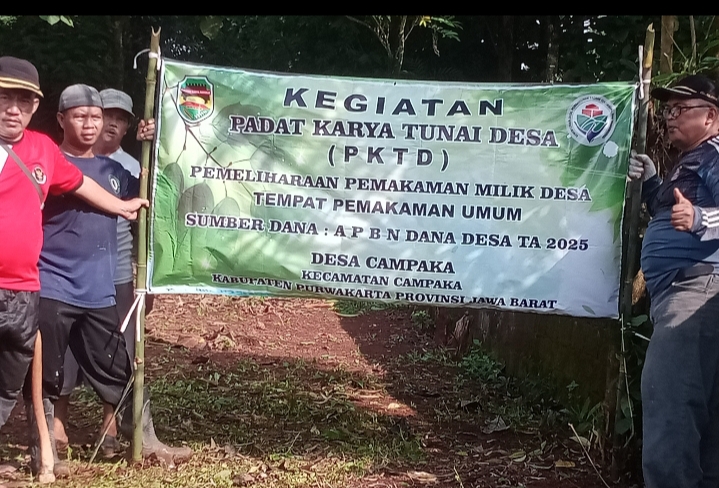 KEGIATAN
PADAT KARYA TUNAI DESA
(PKTD)
PEMELIHARAAN PEMAKAMAN MILIK DESA
TEMPAT PEMAKAMAN UMUM
SUMBER DANA : A P B N DANA DESA TA 2025
DESA CAMPAKA
KECAMATAN CAMPAKA
KABUPATEN PURWAKARTA PROVINSI JAWA BARAT